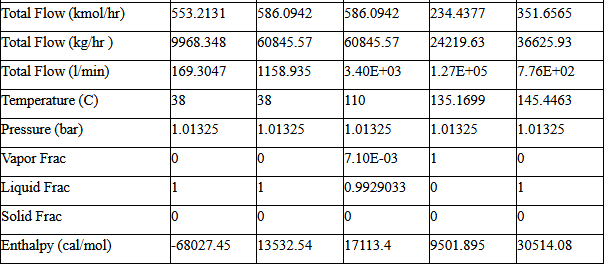 Total Flow (kmol/hr) 553.2131 586.0942 586.0942 234.4377 351.6565
Total Flow (kg/hr ) 9968.348 60845.57 60845.57 24219.63 36625.93
Total Flow (l/min) 169.3047 1158.935 3.40E+03 1.27E+05 7.76E+02
Temperature (C) 38 38 110 135.1699 145.4463
Pressure (bar) 1.01325 1.01325 1.01325 1.01325 1.01325
Vapor Frac 0 0 7.10E-03 1 0
Liquid Frac 1 1 0.9929033 0 1
Solid Frac 0 0 0 0 0
Enthalpy (cal/mol) -68027.45 13532.54 17113.4 9501.895 30514.08